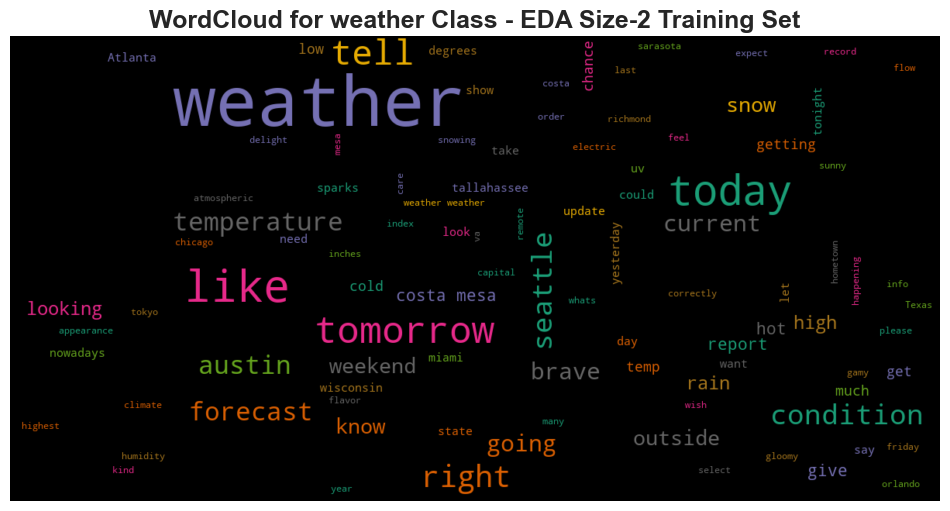 WordCloud for weather Class - EDA Size-2 Training Set
Atlanta
low
tell
degrees
chance
sarasota
expect
record
flow
last
weather
show
costa
order
richmond
snow
tonight
delight
mesa
snowing
take
electric
feel
getting
sunny
uv
atmospheric
sparks
care
tallahassee
could
today
weather weather
update
temperature
index
look
va
remote
current
chicago
need
inches
seattle
yesterday
hometown
happening
capital
like
cold
costa mesa
whats
correctly
let
info
Texas
looking
tokyo
appearance
tomorrow
hot
high
please
nowadays
austin
weekend
miami
brave
day
report
temp
want
gamy
get
wisconsin
flavor
rain
much
climate
forecast
know
state
many
wish
condition
highest
going
outside
say
friday
humidity
kind
right
select
gloomy
give
year
orlando